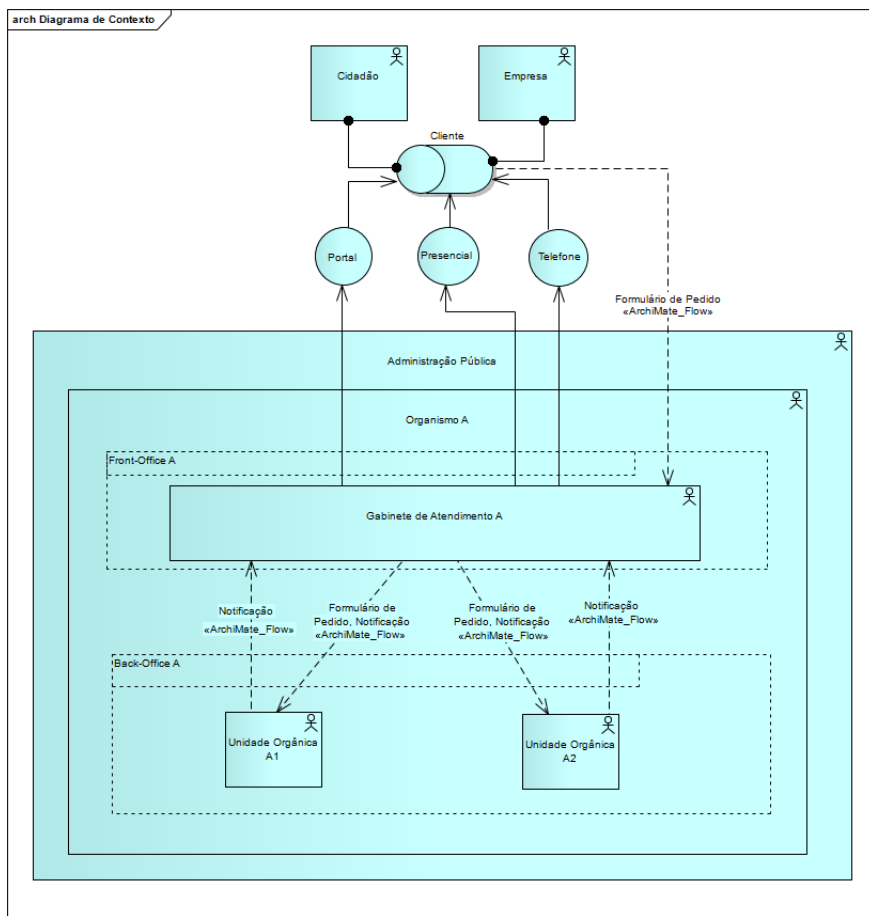 arch Diagrama de Contexto
Cidadão
Empresa
Cliente
Portal
Presencial
Telefone
Formulário de Pedido
«ArchiMate_Flow»
Administração Pública
Organismo A
Front-Office A
Gabinete de Atendimento A
Notificação
«ArchiMate_Flow»
Formulário de
Pedido, Notificação
«ArchiMate_Flow»
Formulário de
Pedido, Notificação
«ArchiMate_Flow»
Notificação
«ArchiMate_Flow»
Back-Office A
Unidade Orgânica
A1
Unidade Orgânica
A2